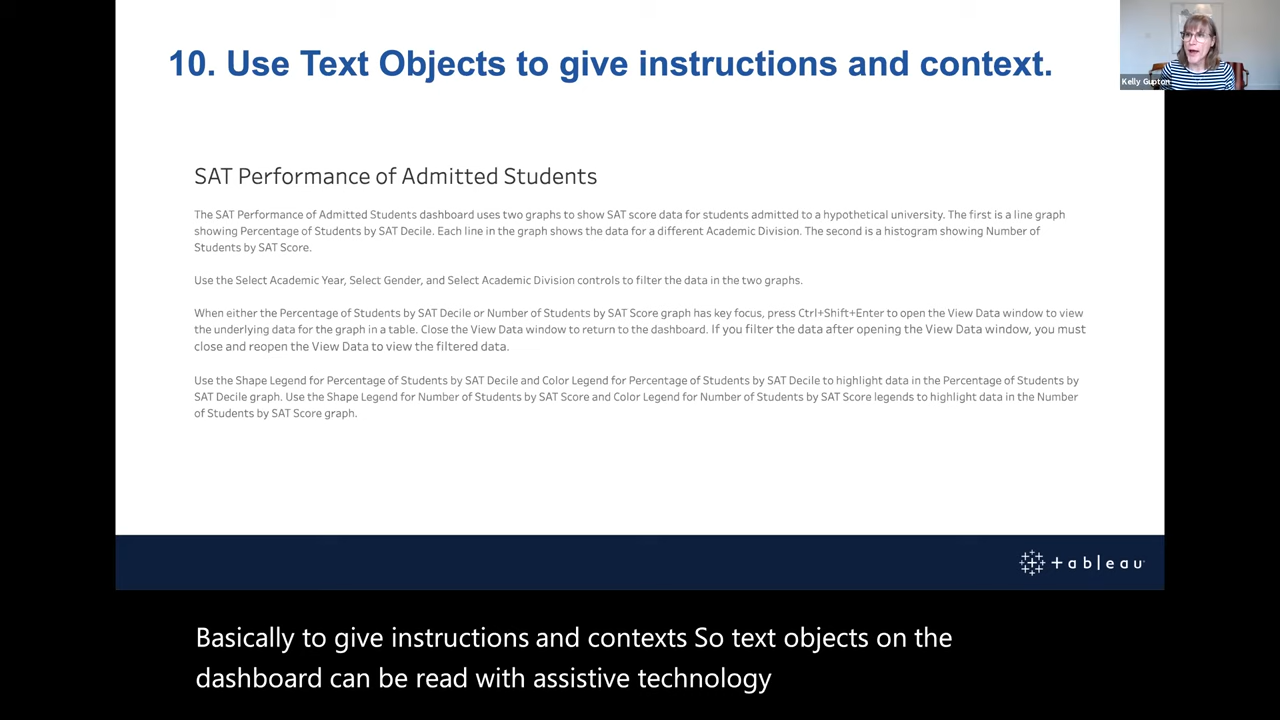 10. Use Text Objects to give instructions and context.
Kelly Gupton
SAT Performance of Admitted Students
The SAT Performance of Admitted Students dashboard uses two graphs to show SAT score data for students admitted to a hypothetical university. The first is a line graph
showing Percentage of Students by SAT Decile. Each line in the graph shows the data for a different Academic Division. The second is a histogram showing Number of
Students by SAT Score.
Use the Select Academic Year, Select Gender, and Select Academic Division controls to filter the data in the two graphs.
When either the Percentage of Students by SAT Decile or Number of Students by SAT Score graph has key focus, press Ctrl+Shift+Enter to open the View Data window to view
the underlying data for the graph in a table. Close the View Data window to return to the dashboard. If you filter the data after opening the View Data window, you must
close and reopen the View Data to view the filtered data.
Use the Shape Legend for Percentage of Students by SAT Decile and Color Legend for Percentage of Students by SAT Decile to highlight data in the Percentage of Students by
SAT Decile graph. Use the Shape Legend for Number of Students by SAT Score and Color Legend for Number of Students by SAT Score legends to highlight data in the Number
of Students by SAT Score graph.
+ableau
Basically to give instructions and contexts So text objects on the
dashboard can be read with assistive technology